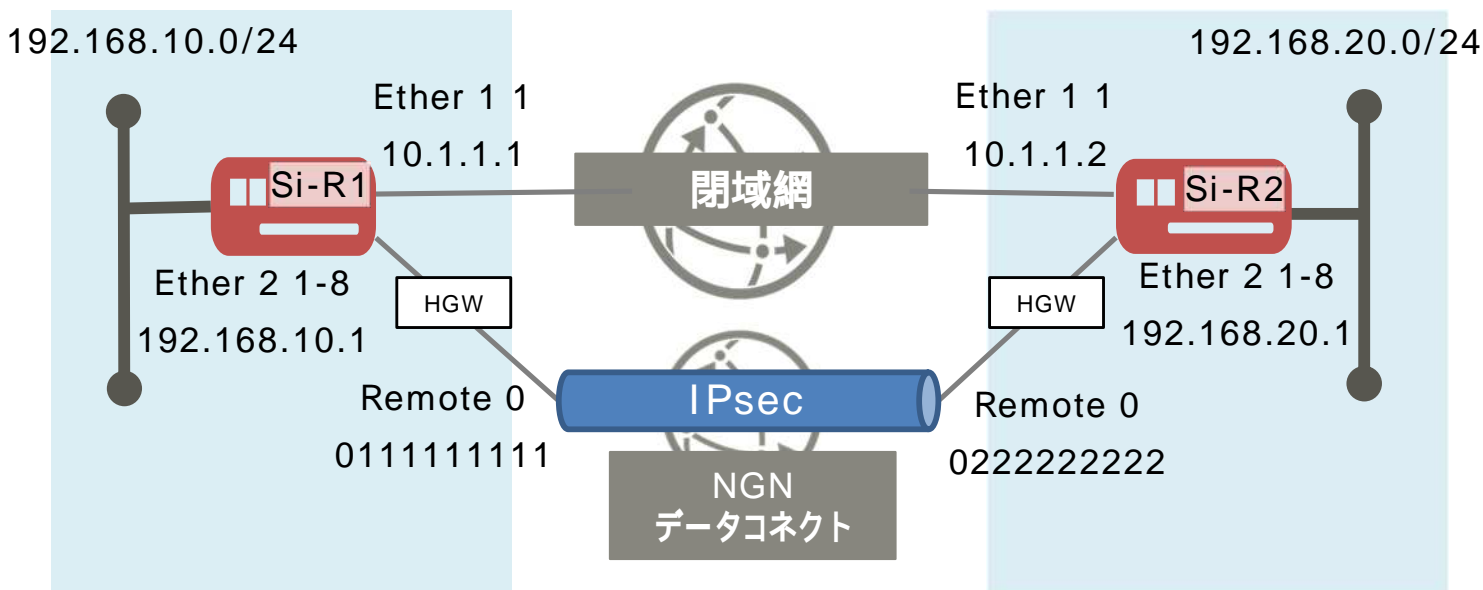 192.168.10.0/24
192.168.20.0/24
Ether 1 1
10.1.1.1
Ether 1 1
10.1.1.2
閉域網
Si-R1
Si-R2
Ether 2 1-8
192.168.10.1
HGW
HGW
Ether 2 1-8
192.168.20.1
Remote 0
0111111111
IPsec
Remote 0
0222222222
NGN
データコネクト